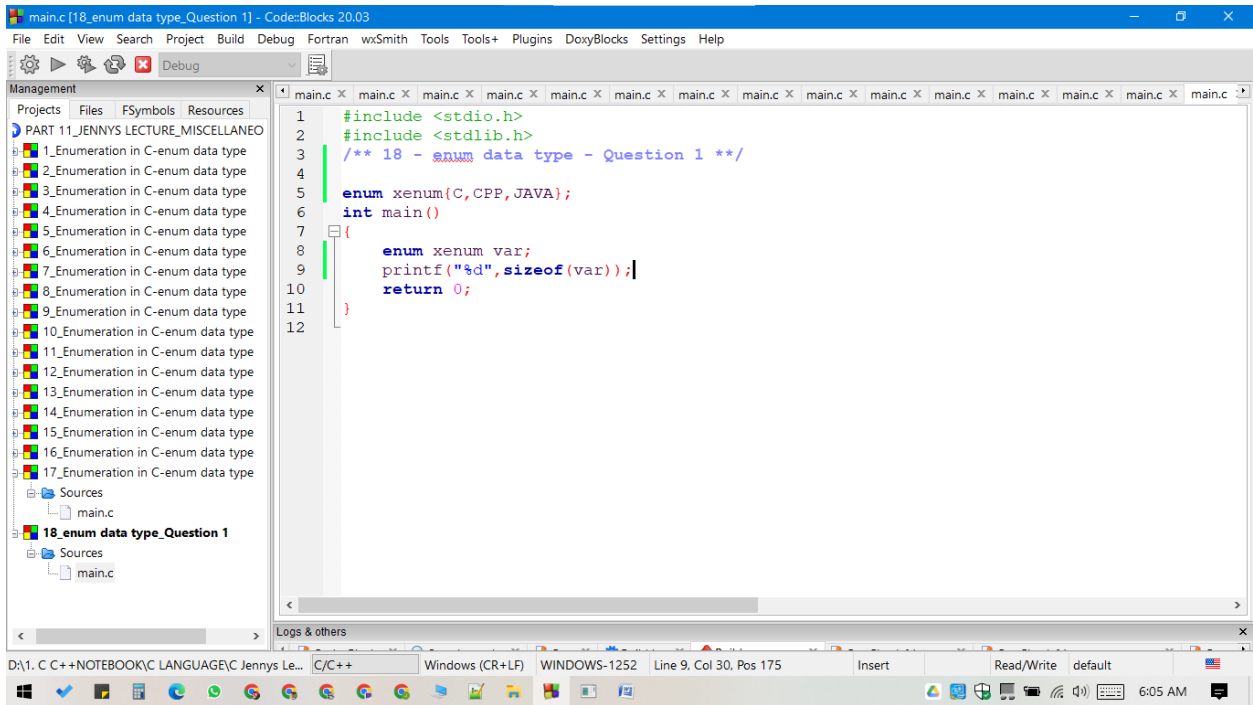 main.c [18_enum data type_Question 1] - Code::Blocks 20.03
File Edit View Search Project Build Debug Fortran wxSmith Tools Tools+ Plugins DoxyBlocks Settings Help
Debug
Management
main.c main.c main.c main.c main.c main.c main.c main.c main.c main.c main.c main.c main.c main.c main.c
Projects Files FSymbols Resources
PART 11_JENNYS LECTURE_MISCELLANEO
1_Enumeration in C-enum data type
2_Enumeration in C-enum data type
3_Enumeration in C-enum data type
4_Enumeration in C-enum data type
5_Enumeration in C-enum data type
6_Enumeration in C-enum data type
7_Enumeration in C-enum data type
8_Enumeration in C-enum data type
9_Enumeration in C-enum data type
10_Enumeration in C-enum data type
11_Enumeration in C-enum data type
12_Enumeration in C-enum data type
13_Enumeration in C-enum data type
14_Enumeration in C-enum data type
15_Enumeration in C-enum data type
16_Enumeration in C-enum data type
17_Enumeration in C-enum data type
Sources
main.c
18_enum data type_Question 1
Sources
main.c
1 #include <stdio.h>
2 #include <stdlib.h>
3 /** 18 - enum data type - Question 1 **/
4
5 enum xenum{C,CPP,JAVA};
6 int main()
7 {
8 enum xenum var;
9 printf("%d",sizeof(var));
10 return 0;
11 }
12
Logs & others
D:\1. C C++NOTEBOOK\C LANGUAGE\C Jennys Le... C/C++ Windows (CR+LF) WINDOWS-1252 Line 9, Col 30, Pos 175 Insert Read/Write default
6:05 AM